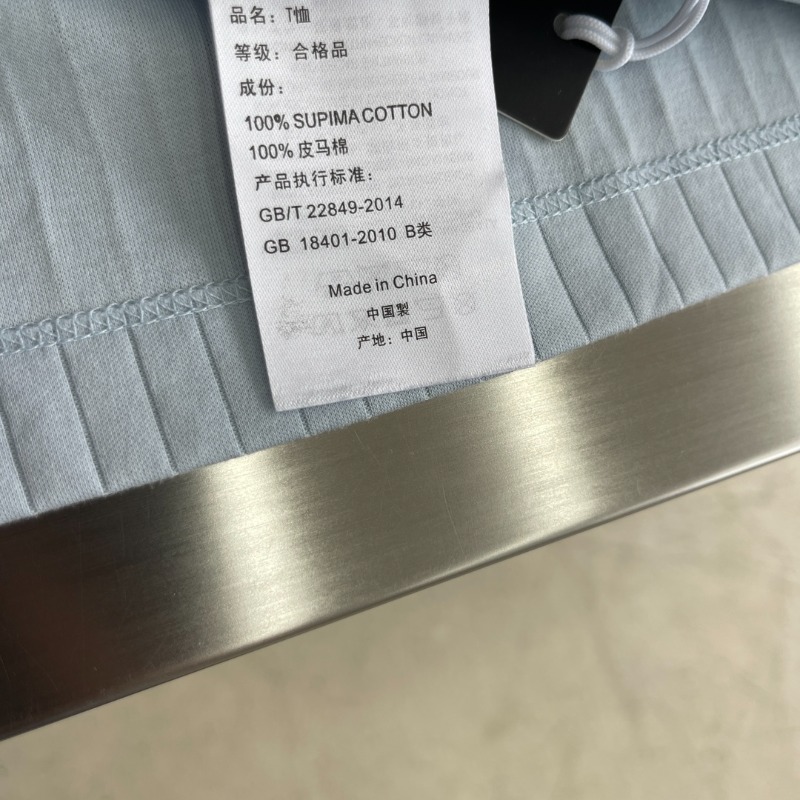 品名：T恤
等级：合格品
成份：
100% SUPIMA COTTON
100% 皮马棉
产品执行标准：
GB/T 22849-2014
GB 18401-2010 B类
Made in China
中国製
产地：中国